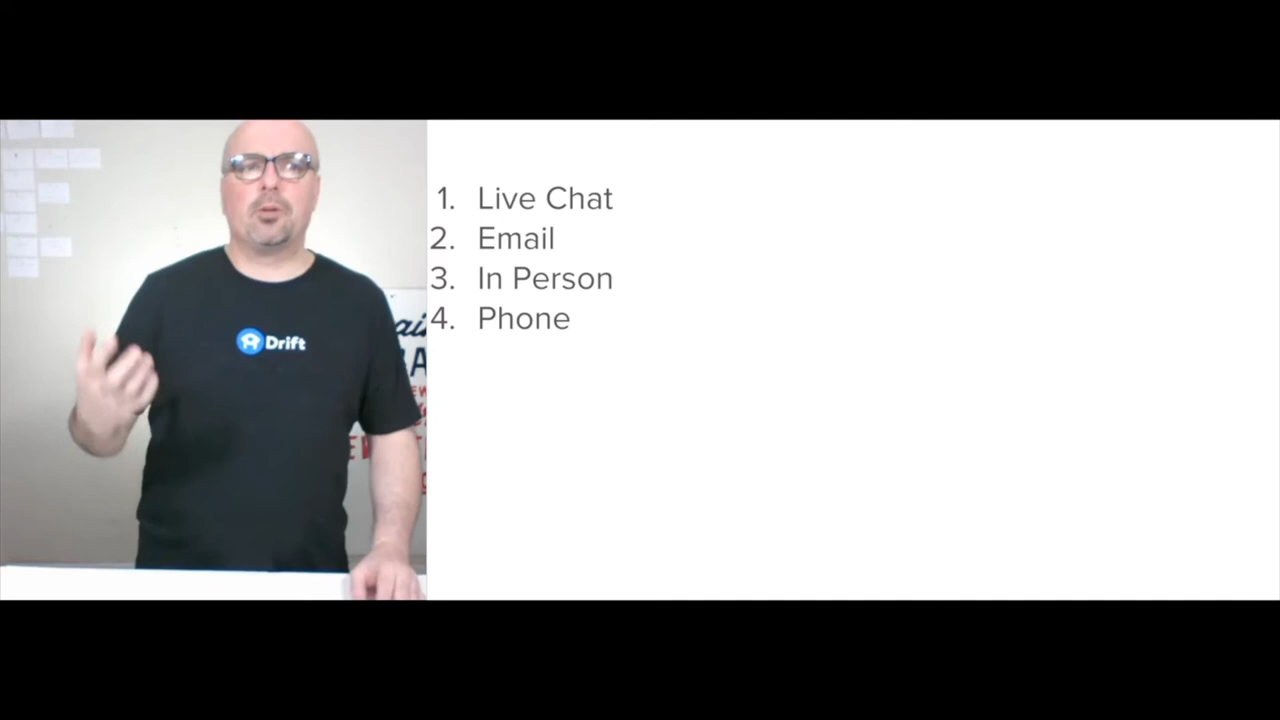 Drift
1. Live Chat
2. Email
3. In Person
4. Phone